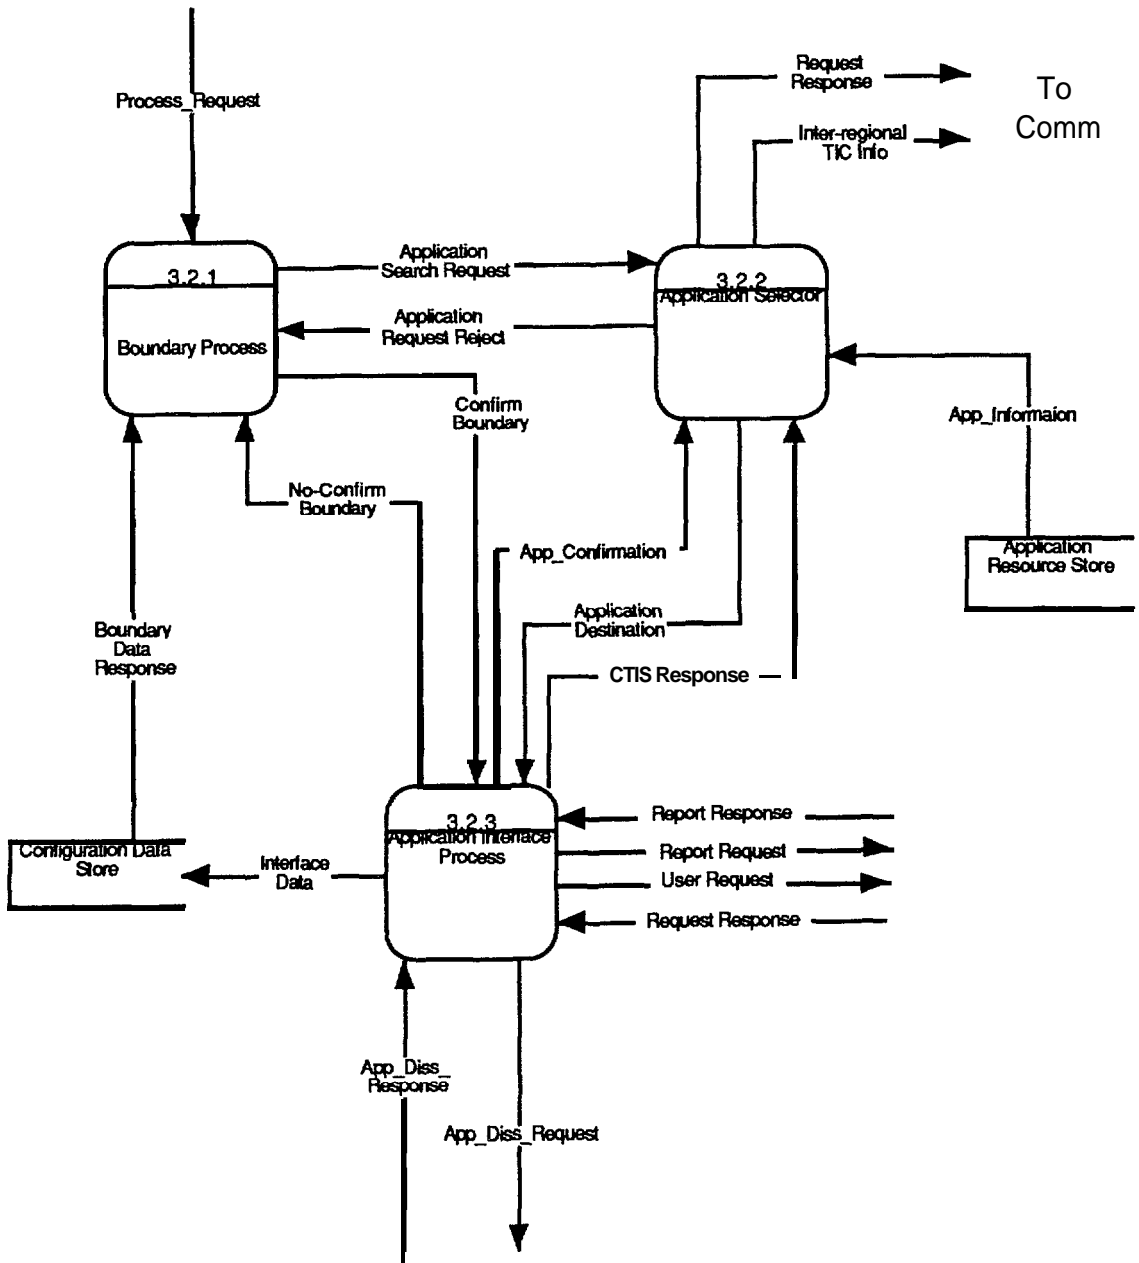 Request
Response
To
Comm
Process_Request
Inter-regional
TIC Info
Application
Search Request
3.2.1
3.2.2
Application Selector
Application
Request Reject
Boundary Process
Confirm
Boundary
App_Informaion
No-Confirm
Boundary
App_Confirmation
Application
Resource Store
Application
Destination
Boundary
Data
Response
CTIS Response
3.2.3
Application Interface
Process
Report Response
Report Request
User Request
Request Response
Configuration Data
Store
Interface
Data
App_Diss_
Response
App_Diss_Request